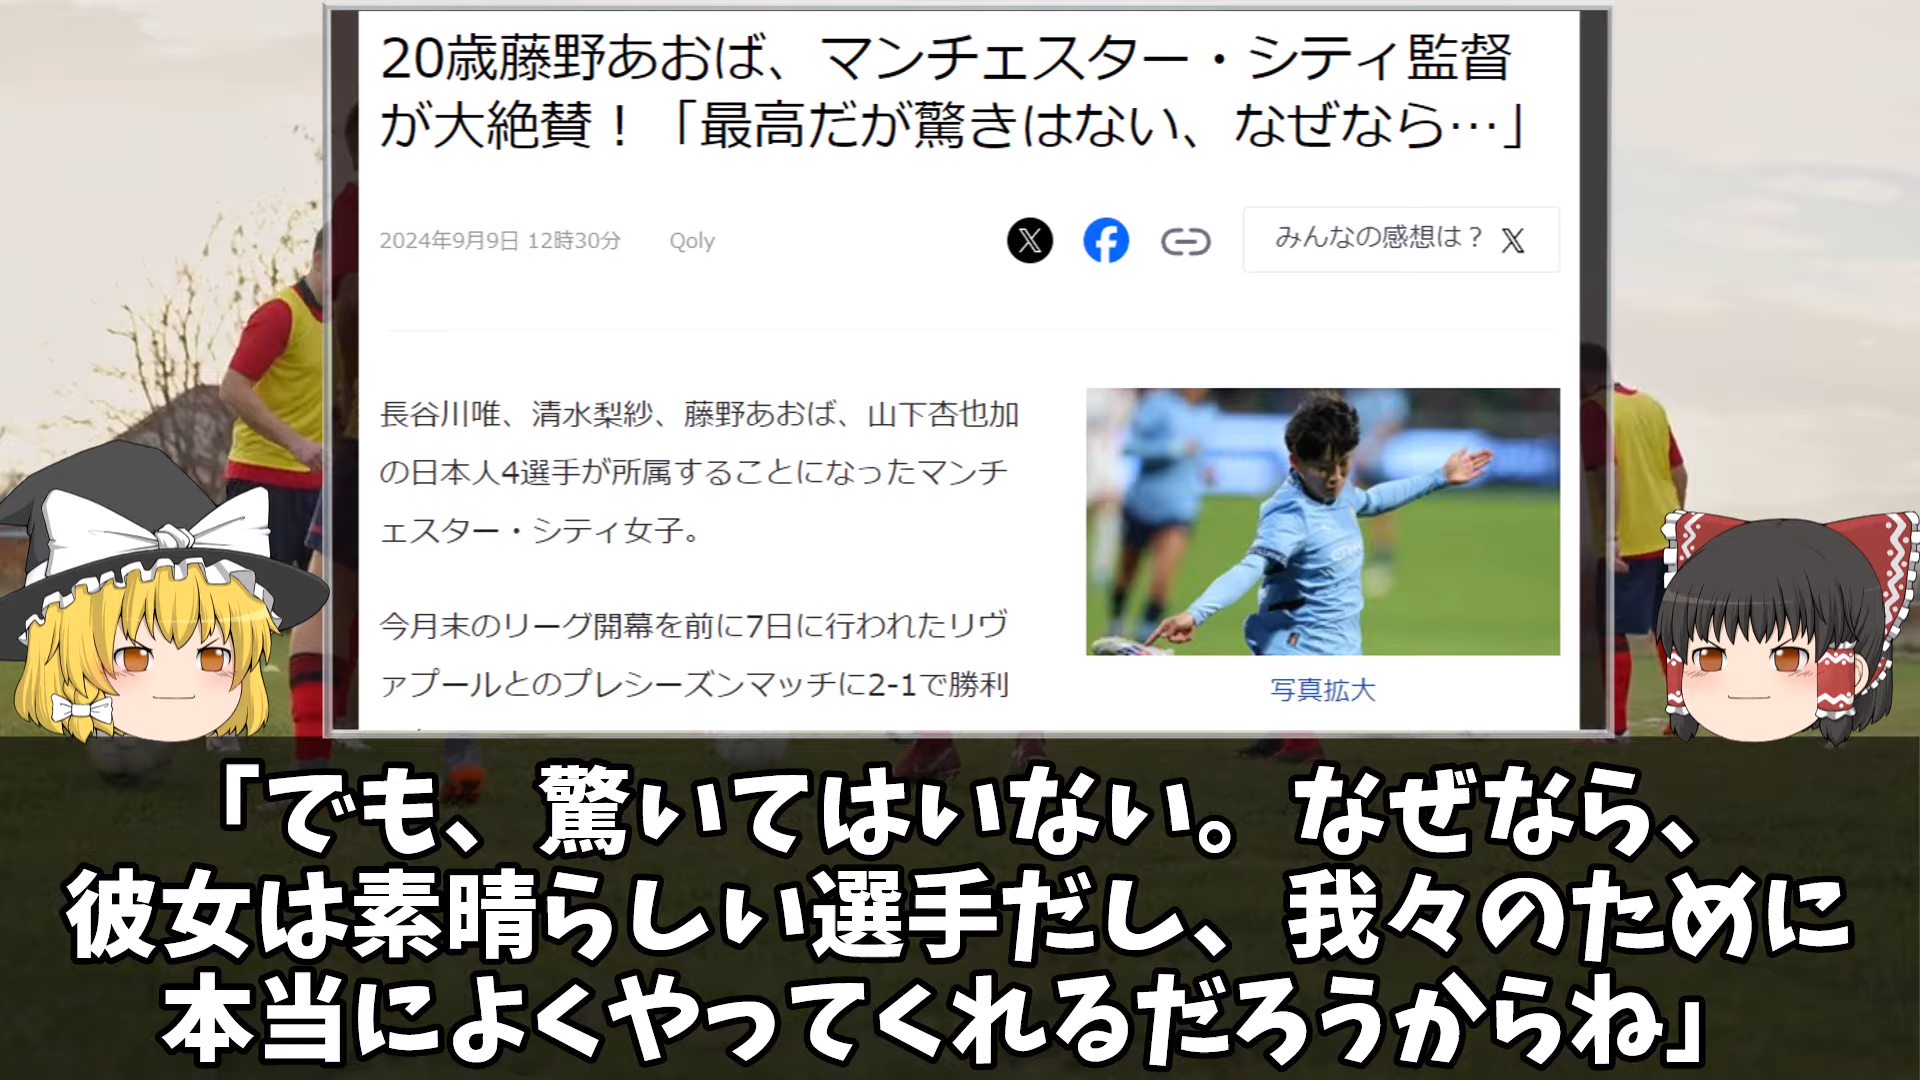 20歳藤野あおば、マンチェスター・シティ監督
が大絶賛！「最高だが驚きはない、なぜなら…」
2024年9月9日 12時30分 Qoly
みんなの感想は？
長谷川唯、清水梨紗、藤野あおば、山下杏也加
の日本人4選手が所属することになったマンチ
ェスター・シティ女子。
今月末のリーグ開幕を前に7日に行われたリヴ
ァプールとのプレシーズンマッチに2-1で勝利
写真拡大
「でも、驚いてはいない。なぜなら、
彼女は素晴らしい選手だし、我々のために
本当によくやってくれるだろうからね」